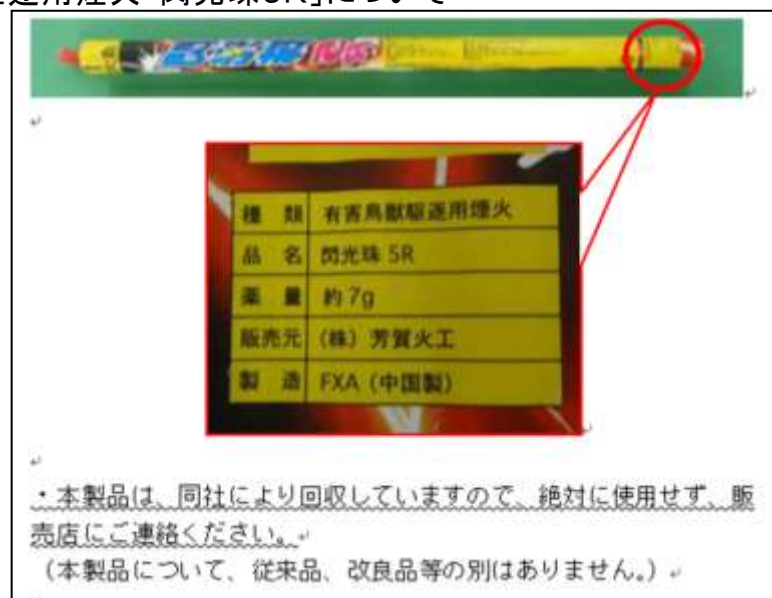 逐用煙火「閃光珠5R」について
種 類 有害鳥獣駆逐用煙火
品 名 閃光珠 5R
薬 量 約 7g
販売元 (株) 芳賀火工
製 造 FXA (中国製)
・本製品は、同社により回収していますので、絶対に使用せず、販
売店にご連絡ください。
(本製品について、従来品、改良品等の別はありません。)